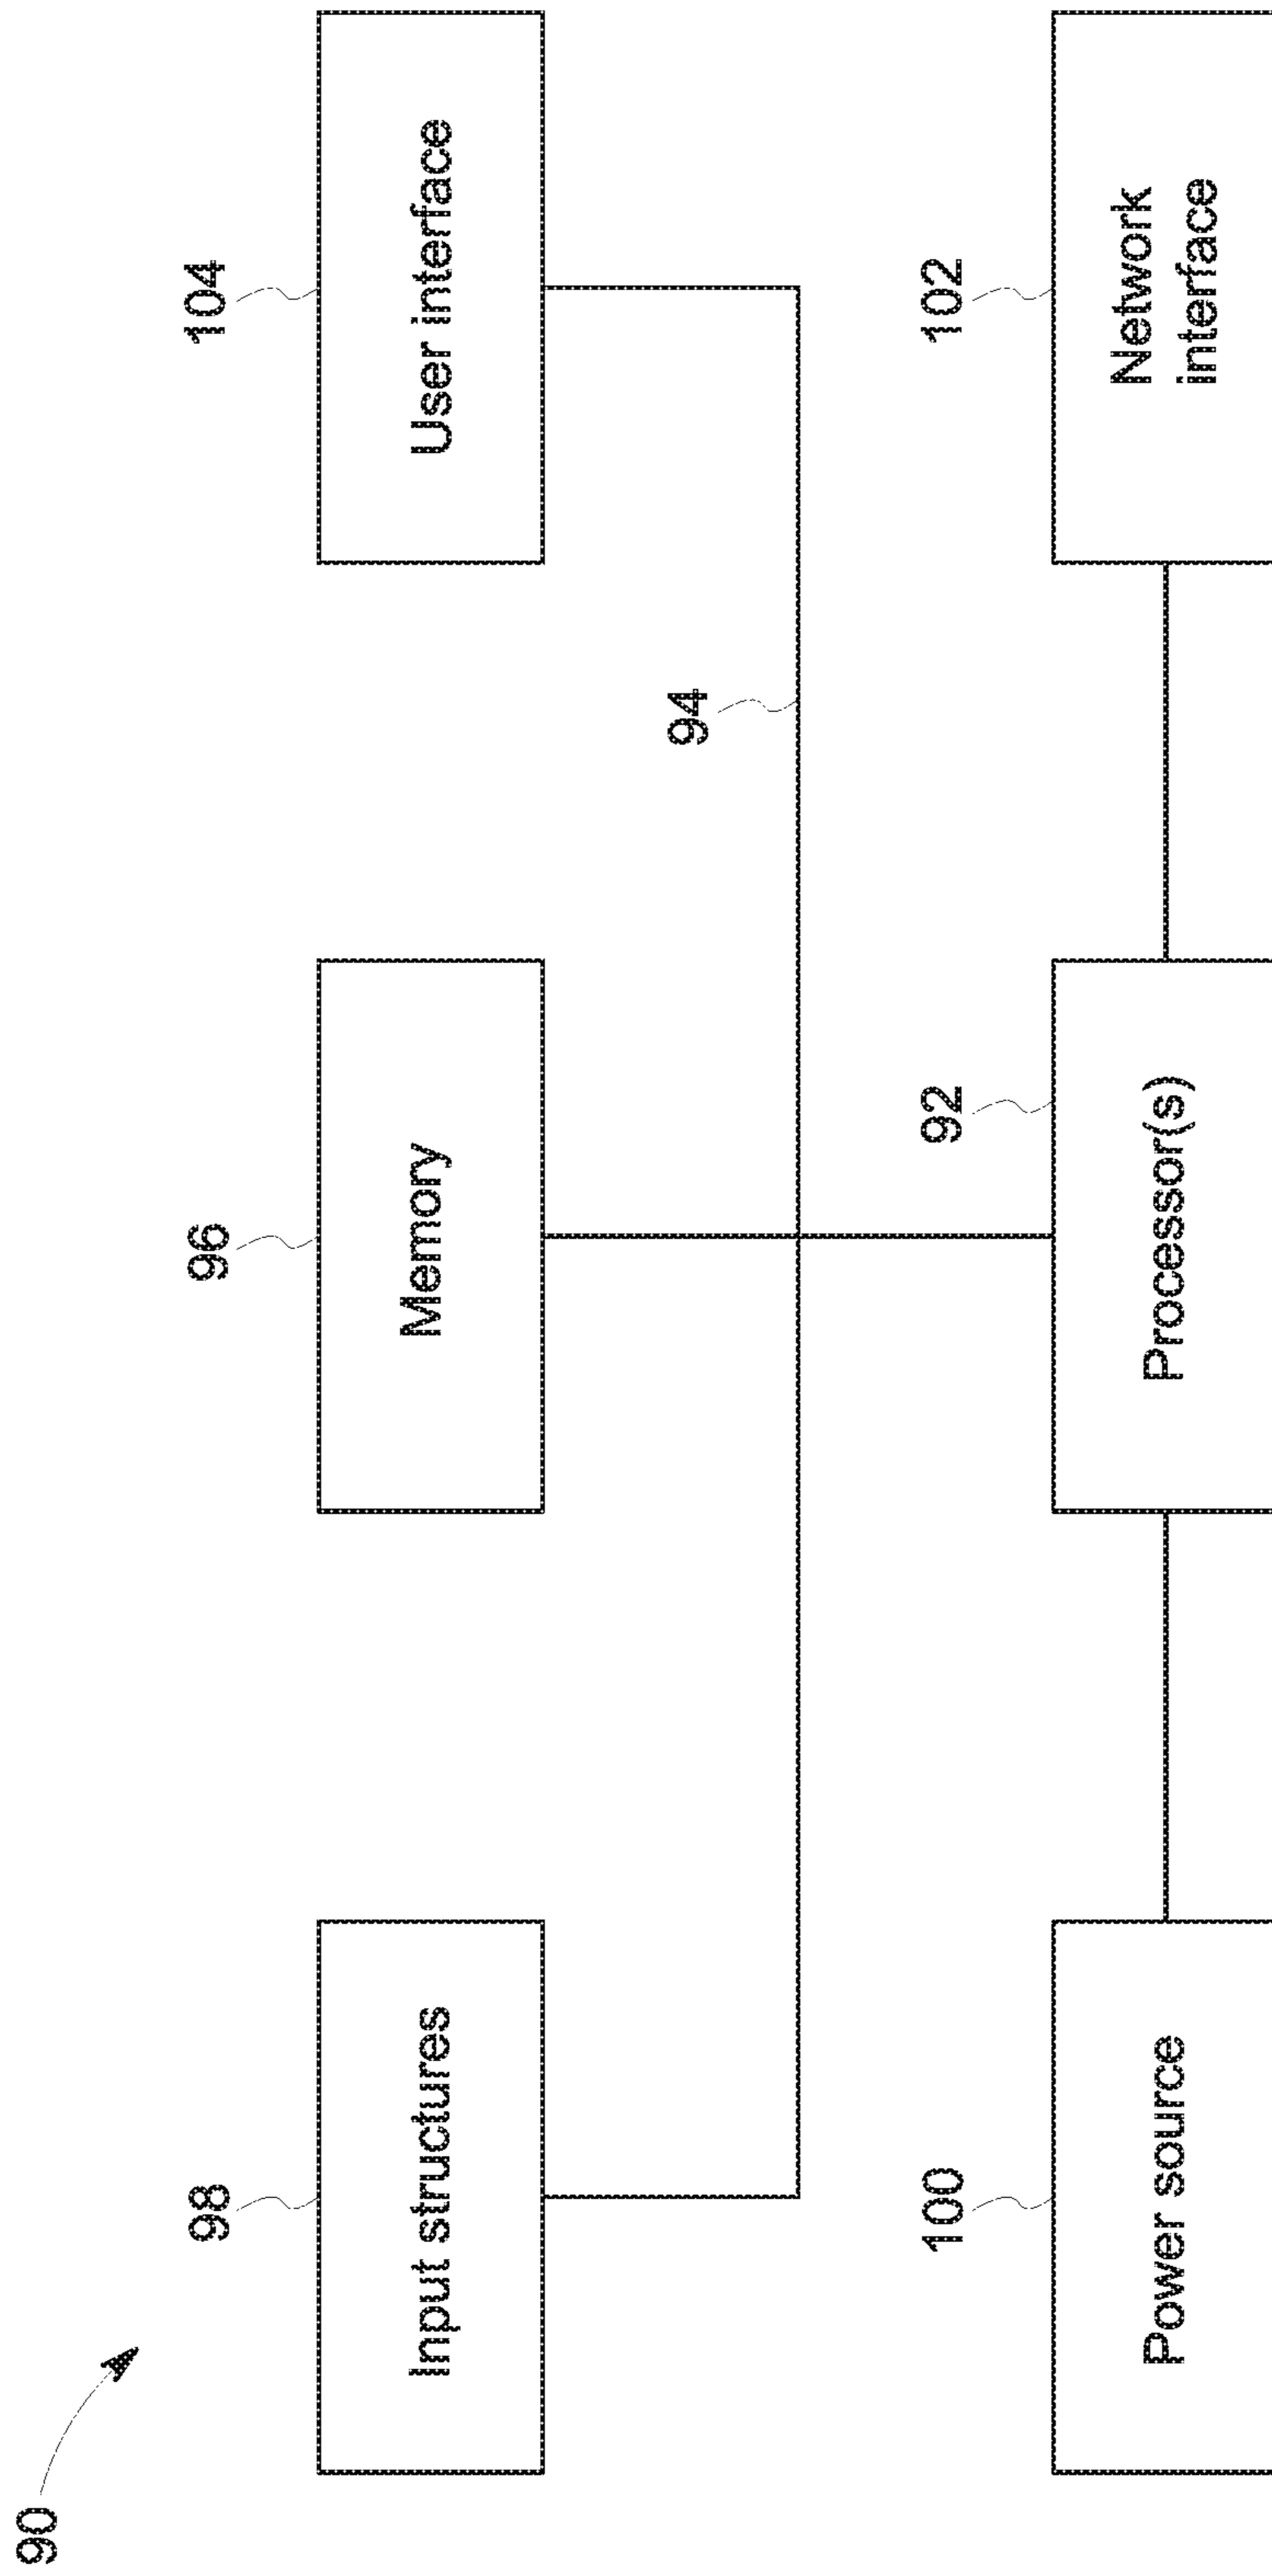 90
98
Input structures
96
Memory
104
User interface
94
100
Power source
92
Processor(s)
102
Network
interface